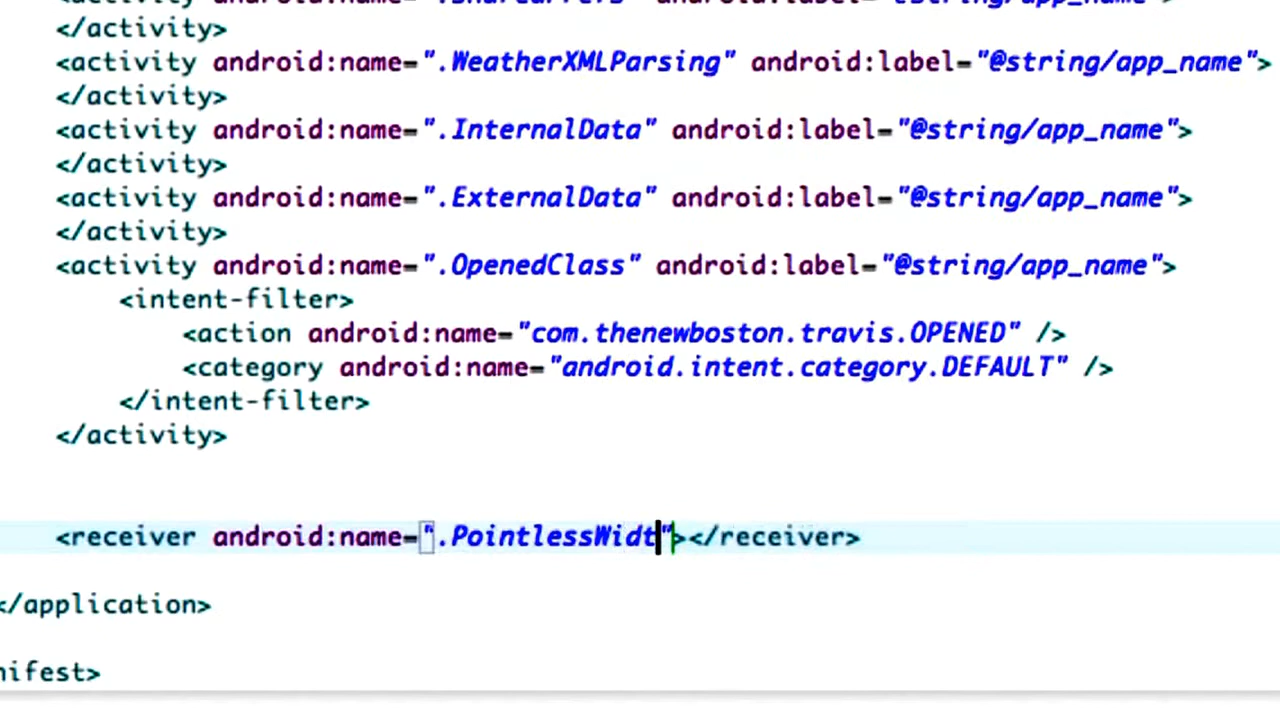 </activity>
<activity android:name=".WeatherXMLParsing" android:label="@string/app_name">
</activity>
<activity android:name=".InternalData" android:label="@string/app_name">
</activity>
<activity android:name=".ExternalData" android:label="@string/app_name">
</activity>
<activity android:name=".OpenedClass" android:label="@string/app_name">
<intent-filter>
<action android:name="com.thenewboston.travis.OPENED" />
<category android:name="android.intent.category.DEFAULT" />
</intent-filter>
</activity>
<receiver android:name=".PointlessWidt"></receiver>
</application>
nifest>